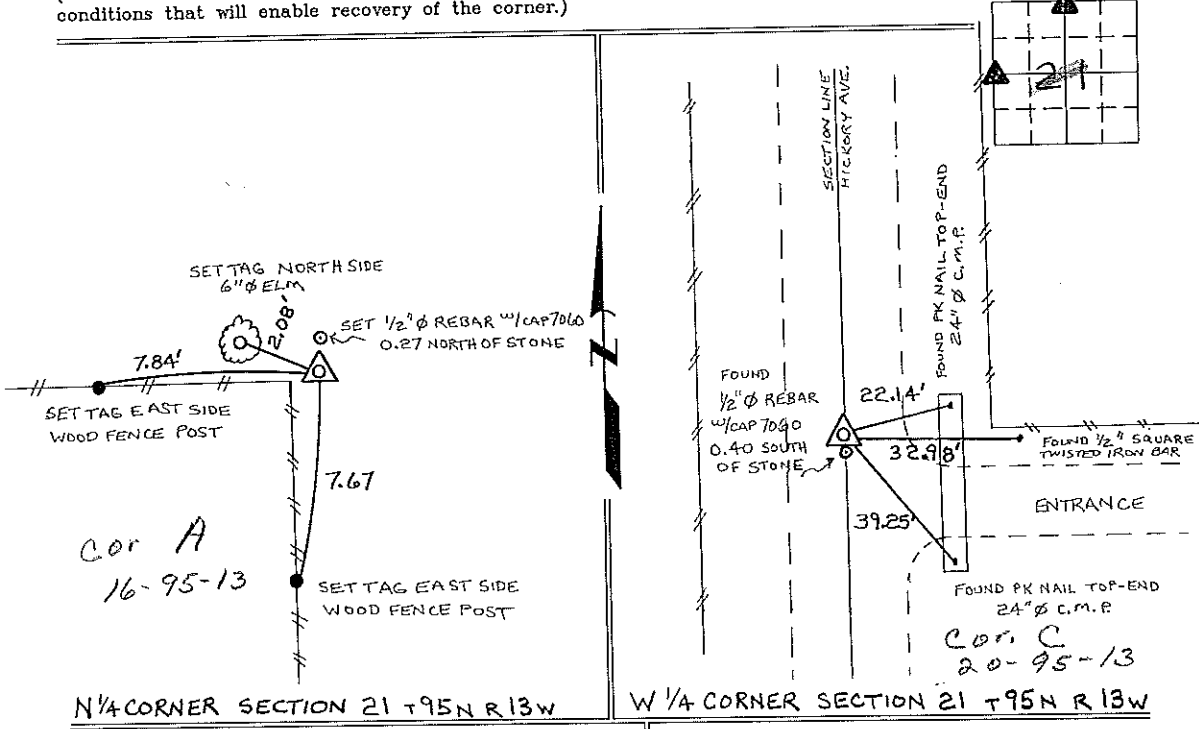 conditions that will enable recovery of the corner.)
21
SET TAG NORTH SIDE
6"Ø ELM
2.08'
SET 1/2"Ø REBAR W/CAP 7060
0.27 NORTH OF STONE
7.84'
SET TAG EAST SIDE
WOOD FENCE POST
7.67
Cor A
16-95-13
SET TAG EAST SIDE
WOOD FENCE POST
N 1/4 CORNER SECTION 21 T95N R 13W
N
SECTION LINE
HICKORY AVE.
FOUND PK NAIL TOP-END
24" Ø C.M.P.
FOUND
1/2"Ø REBAR
W/CAP 7060
0.40 SOUTH
OF STONE
22.14'
32.98'
FOUND 1/2" SQUARE
TWISTED IRON BAR
39.25'
ENTRANCE
FOUND PK NAIL TOP-END
24"Ø C.M.P.
Cor. C
20-95-13
W 1/4 CORNER SECTION 21 T95N R 13W